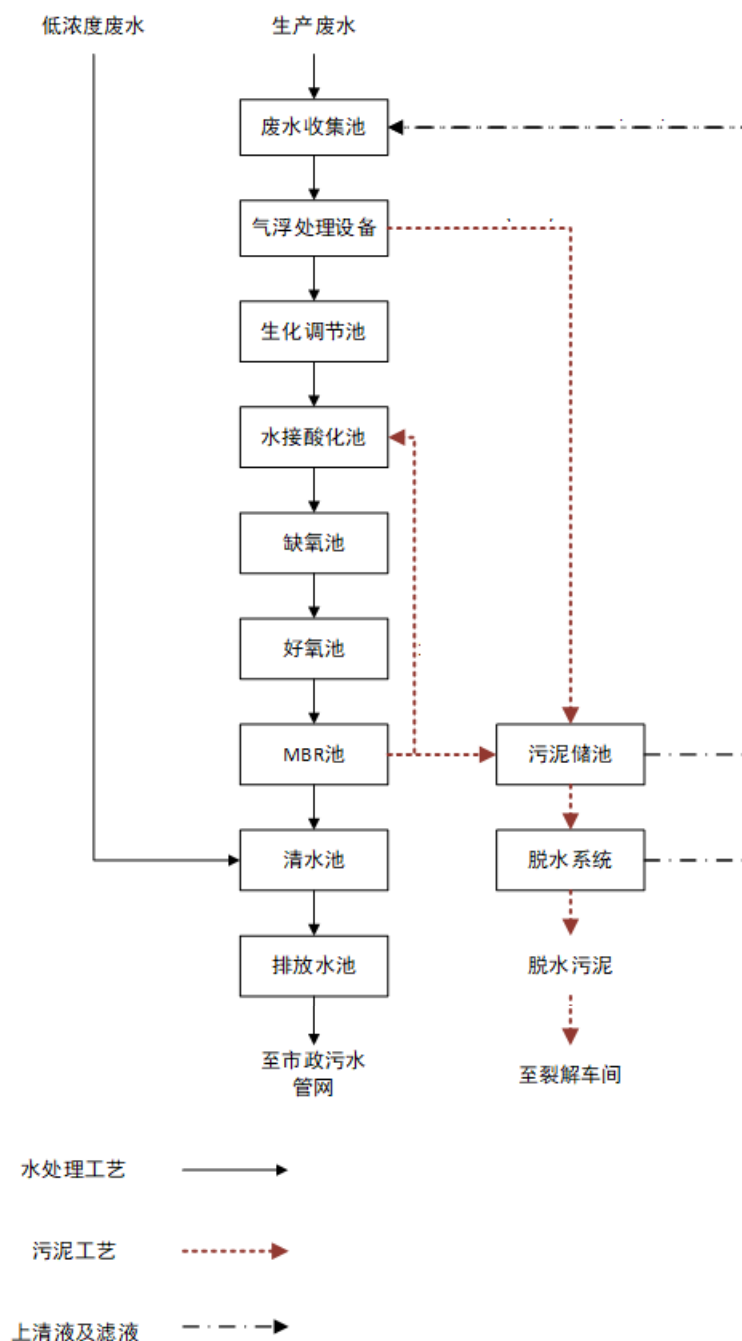 低浓度废水
生产废水
废水收集池
气浮处理设备
生化调节池
水接酸化池
缺氧池
好氧池
MBR池
污泥储池
清水池
脱水系统
排放水池
脱水污泥
至市政污水
管网
至裂解车间
水处理工艺
污泥工艺
上清液及滤液